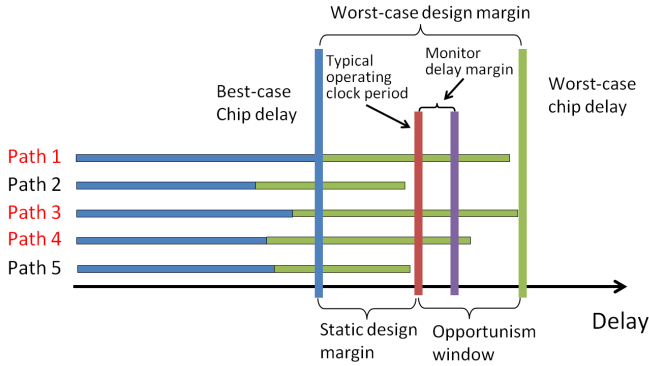 Worst-case design margin
Typical
operating
clock period
Monitor
delay margin
Best-case
Chip delay
Worst-case
chip delay
Path 1
Path 2
Path 3
Path 4
Path 5
Delay
Static design
margin
Opportunism
window